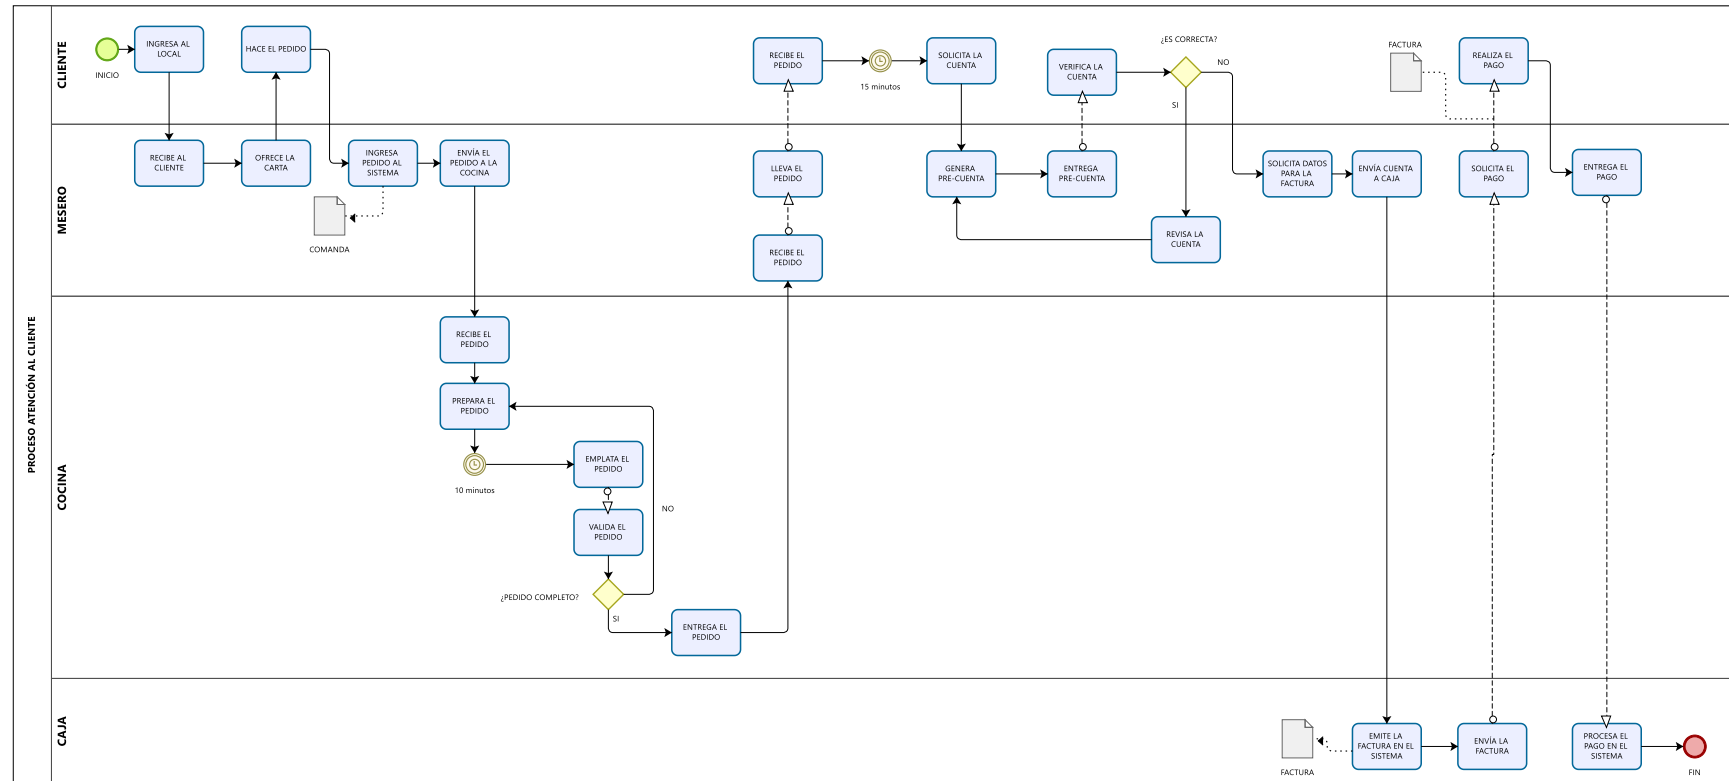 PROCESO ATENCIÓN AL CLIENTE
CLIENTE
INICIO
INGRESA AL
LOCAL
HACE EL PEDIDO
RECIBE EL
PEDIDO
15 minutos
SOLICITA LA
CUENTA
VERIFICA LA
CUENTA
¿ES CORRECTA?
NO
SI
FACTURA
REALIZA EL
PAGO
MESERO
RECIBE AL
CLIENTE
OFRECE LA
CARTA
INGRESA
PEDIDO AL
SISTEMA
COMANDA
ENVÍA EL
PEDIDO A LA
COCINA
LLEVA EL
PEDIDO
RECIBE EL
PEDIDO
GENERA
PRE-CUENTA
ENTREGA
PRE-CUENTA
REVISA LA
CUENTA
SOLICITA DATOS
PARA LA
FACTURA
ENVÍA CUENTA
A CAJA
SOLICITA EL
PAGO
ENTREGA EL
PAGO
COCINA
RECIBE EL
PEDIDO
PREPARA EL
PEDIDO
10 minutos
EMPLATA EL
PEDIDO
VALIDA EL
PEDIDO
NO
¿PEDIDO COMPLETO?
SI
ENTREGA EL
PEDIDO
CAJA
FACTURA
EMITE LA
FACTURA EN EL
SISTEMA
ENVÍA LA
FACTURA
PROCESA EL
PAGO EN EL
SISTEMA
FIN